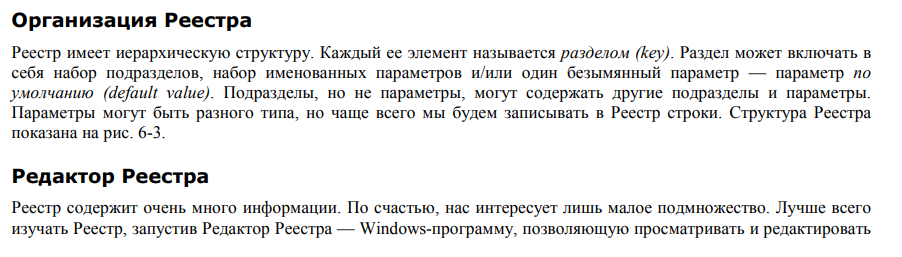 Организация Реестра
Реестр имеет иерархическую структуру. Каждый ее элемент называется разделом (key). Раздел может включать в
себя набор подразделов, набор именованных параметров и/или один безымянный параметр — параметр по
умолчанию (default value). Подразделы, но не параметры, могут содержать другие подразделы и параметры.
Параметры могут быть разного типа, но чаще всего мы будем записывать в Реестр строки. Структура Реестра
показана на рис. 6-3.
Редактор Реестра
Реестр содержит очень много информации. По счастью, нас интересует лишь малое подмножество. Лучше всего
изучать Реестр, запустив Редактор Реестра — Windows-программу, позволяющую просматривать и редактировать